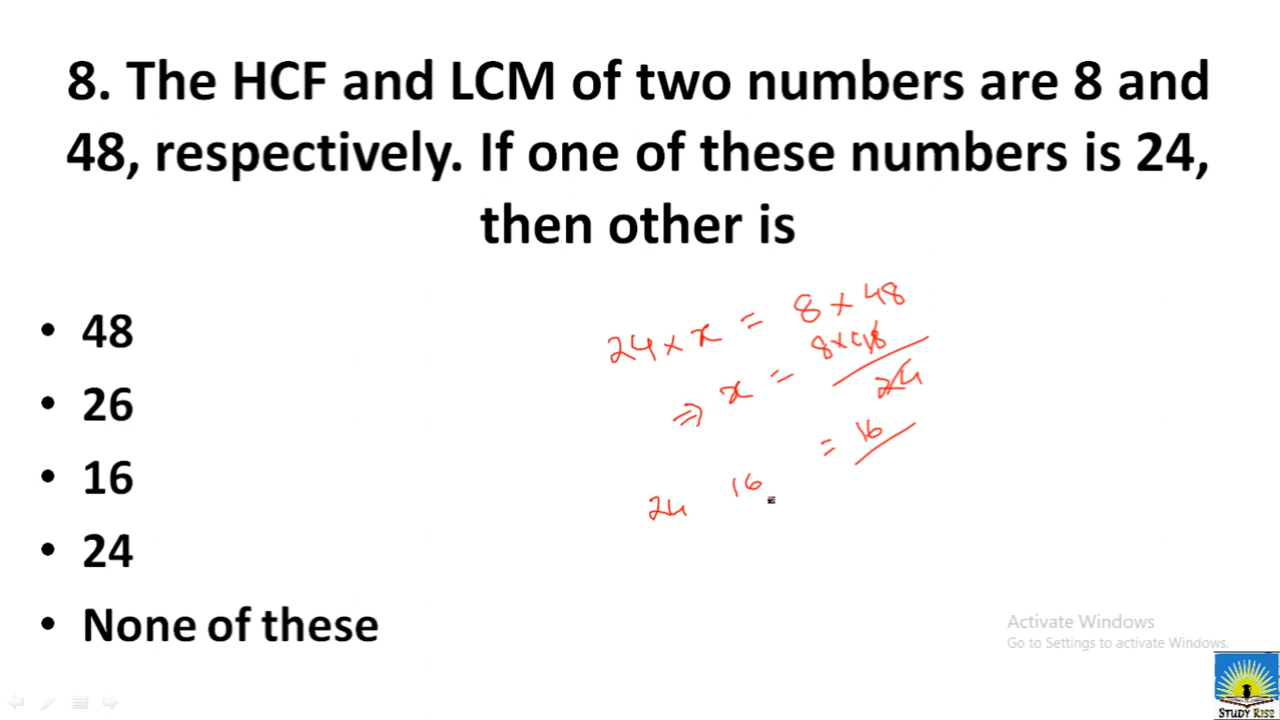 8. The HCF and LCM of two numbers are 8 and
48, respectively. If one of these numbers is 24,
then other is
• 48
• 26
• 16
• 24
• None of these
24 × x = 8 × 48
⇒ x = 8×48
24
= 16
24 16
Activate Windows
Go to Settings to activate Windows.
STUDY RISE